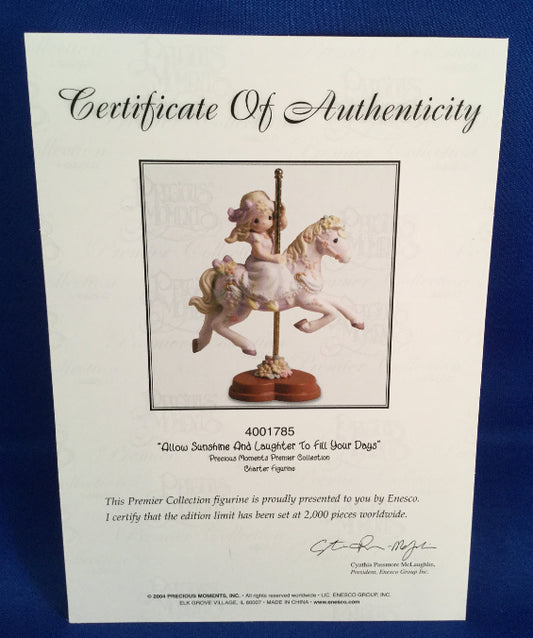 Certificate Of Authenticity
4001785
"Allow Sunshine And Laughter To Fill Your Days"
Precious Moments Premier Collection
Charter Figurine
This Premier Collection figurine is proudly presented to you by Enesco.
I certify that the edition limit has been set at 2,000 pieces worldwide.
Cynthia Passmore McLaughlin,
President, Enesco Group Inc.
© 2004 PRECIOUS MOMENTS, INC. • All rights reserved worldwide • LIC. ENESCO GROUP, INC.
ELK GROVE VILLAGE, IL 60007 • MADE IN CHINA • www.enesco.com